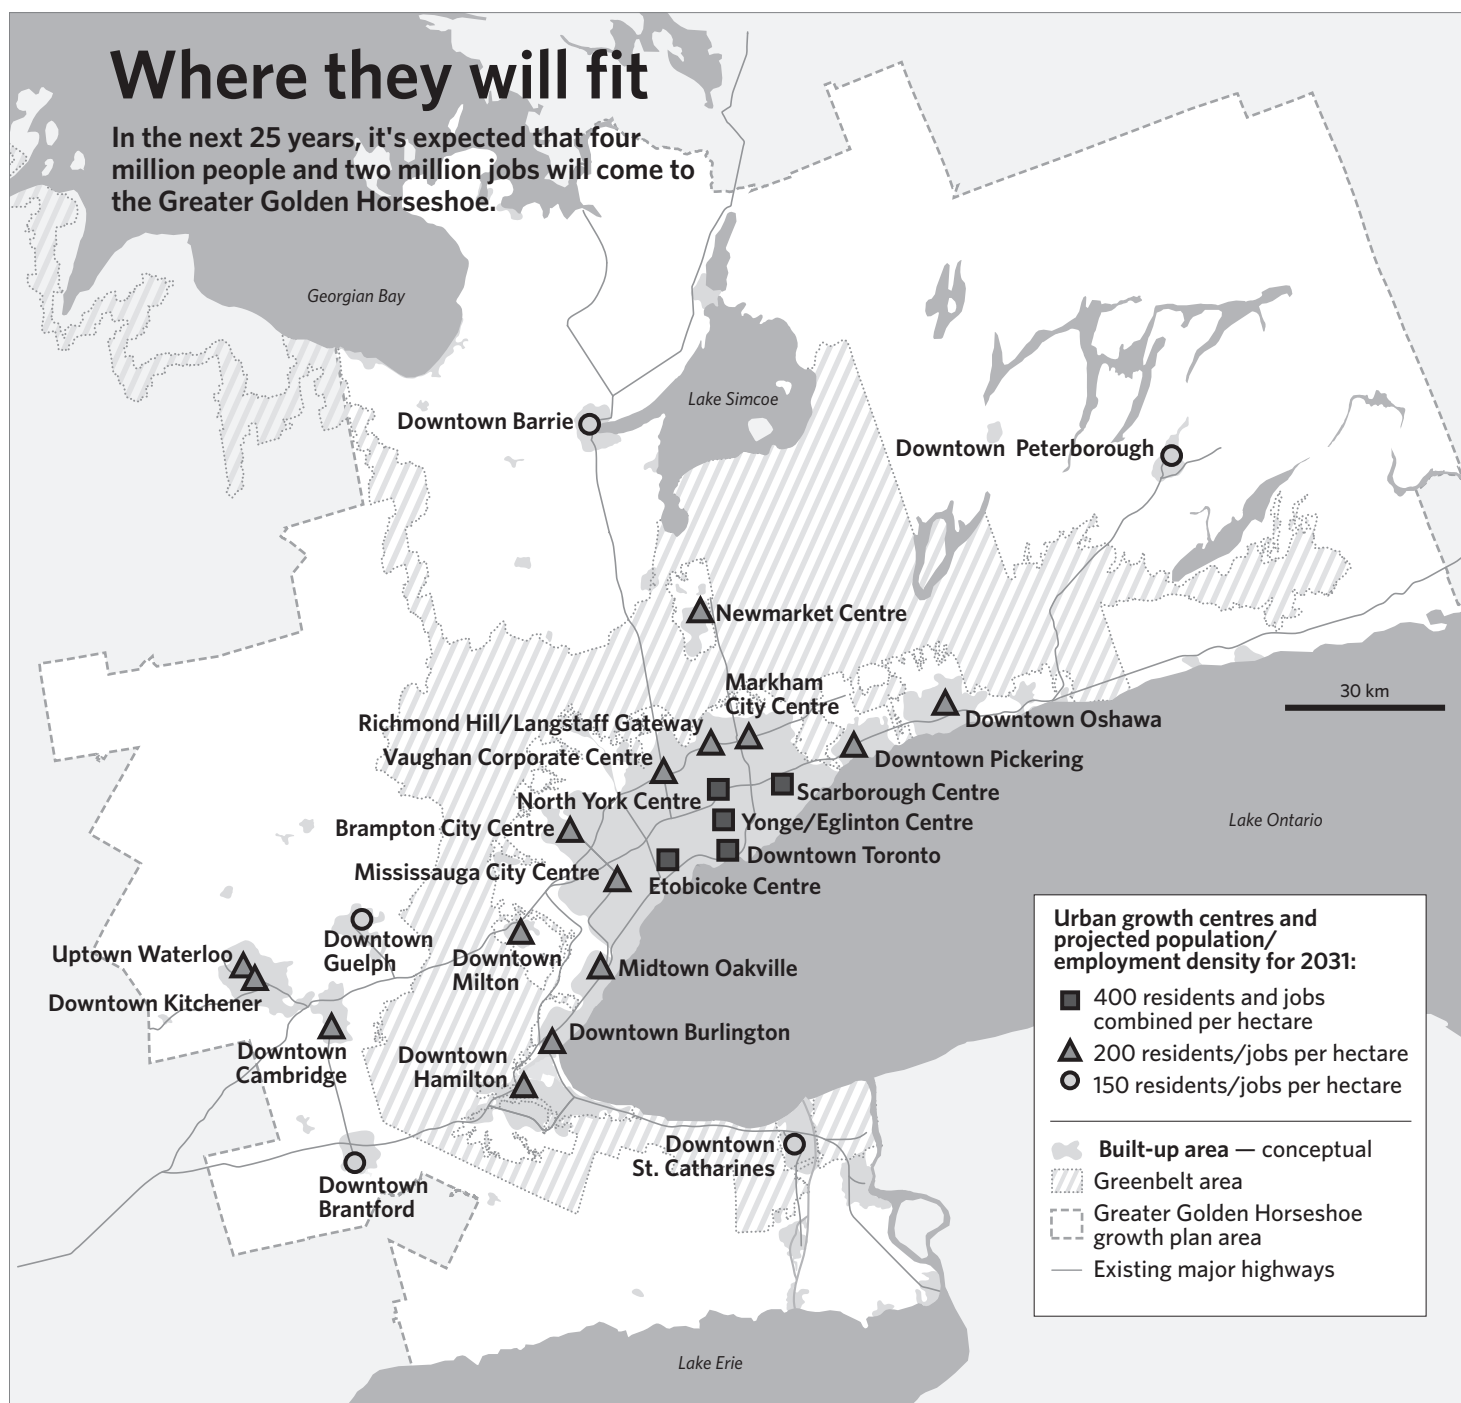 Where they will fit
In the next 25 years, it's expected that four
million people and two million jobs will come to
the Greater Golden Horseshoe.
Georgian Bay
Lake Simcoe
Downtown Barrie
Downtown Peterborough
Newmarket Centre
Markham
City Centre
Richmond Hill/Langstaff Gateway
Downtown Oshawa
Vaughan Corporate Centre
Downtown Pickering
30 km
North York Centre
Scarborough Centre
Yonge/Eglinton Centre
Lake Ontario
Brampton City Centre
Downtown Toronto
Mississauga City Centre
Etobicoke Centre
Downtown
Guelph
Uptown Waterloo
Downtown Kitchener
Downtown
Milton
Midtown Oakville
Downtown Burlington
Downtown
Cambridge
Downtown
Hamilton
Downtown
St. Catharines
Downtown
Brantford
Lake Erie
Urban growth centres and
projected population/
employment density for 2031:
400 residents and jobs
combined per hectare
200 residents/jobs per hectare
150 residents/jobs per hectare
Built-up area — conceptual
Greenbelt area
Greater Golden Horseshoe
growth plan area
Existing major highways